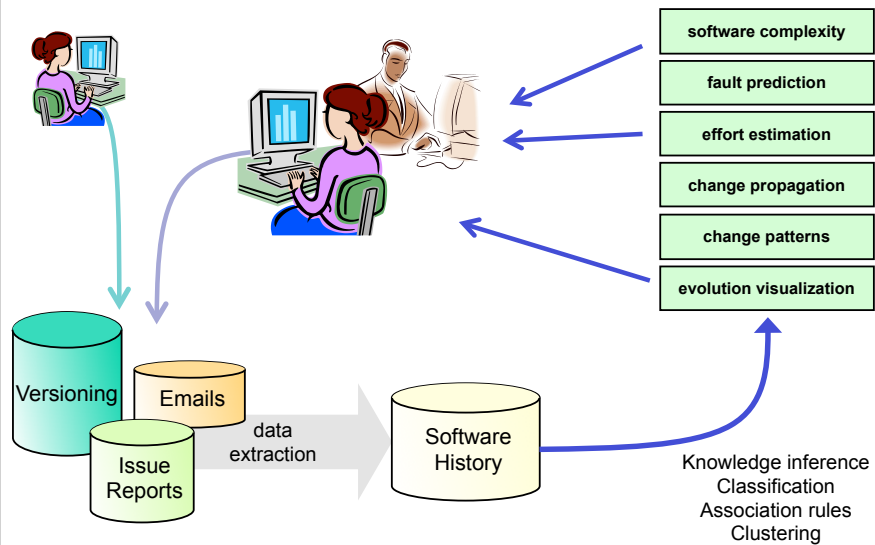 software complexity
fault prediction
effort estimation
change propagation
change patterns
evolution visualization
Versioning
Emails
Issue
Reports
data
extraction
Software
History
Knowledge inference
Classification
Association rules
Clustering